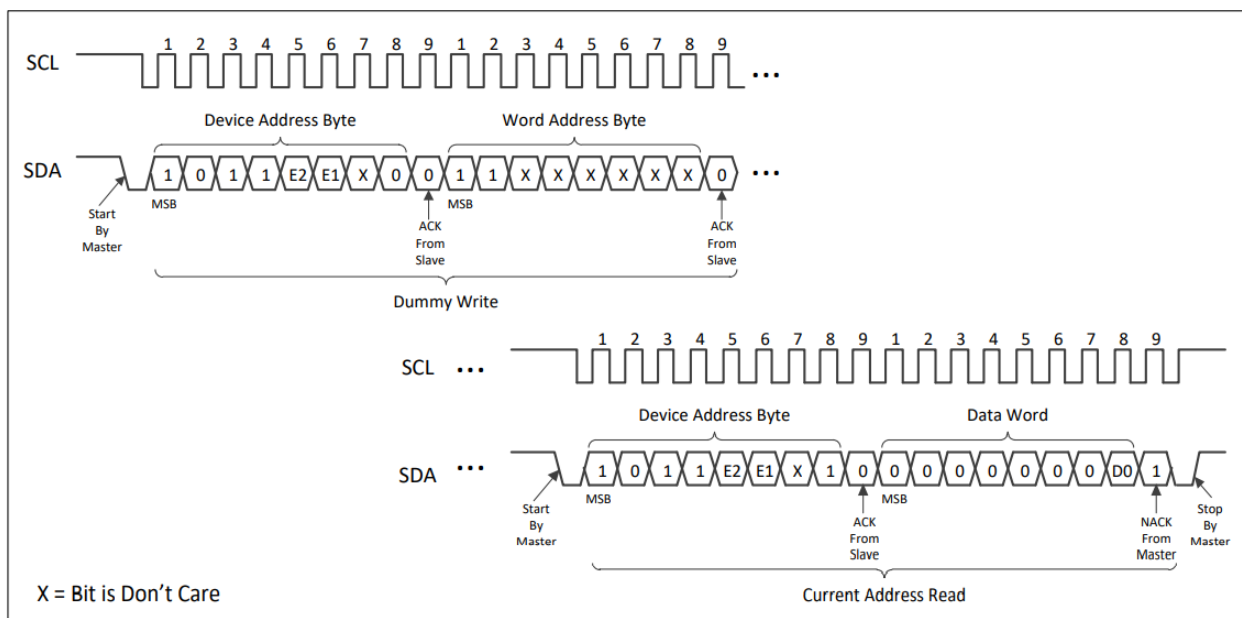 1 2 3 4 5 6 7 8 9 1 2 3 4 5 6 7 8 9
SCL ...
Device Address Byte Word Address Byte
SDA 1 0 1 1 E2 E1 X 0 0 1 1 X X X X X X 0 ...
MSB MSB
Start
By
Master
ACK
From
Slave
ACK
From
Slave
Dummy Write
1 2 3 4 5 6 7 8 9 1 2 3 4 5 6 7 8 9
SCL ...
Device Address Byte Data Word
SDA ... 1 0 1 1 E2 E1 X 1 0 0 0 0 0 0 0 0 D0 1
MSB MSB
Start
By
Master
ACK
From
Slave
NACK
From
Master
Stop
By
Master
X = Bit is Don't Care
Current Address Read